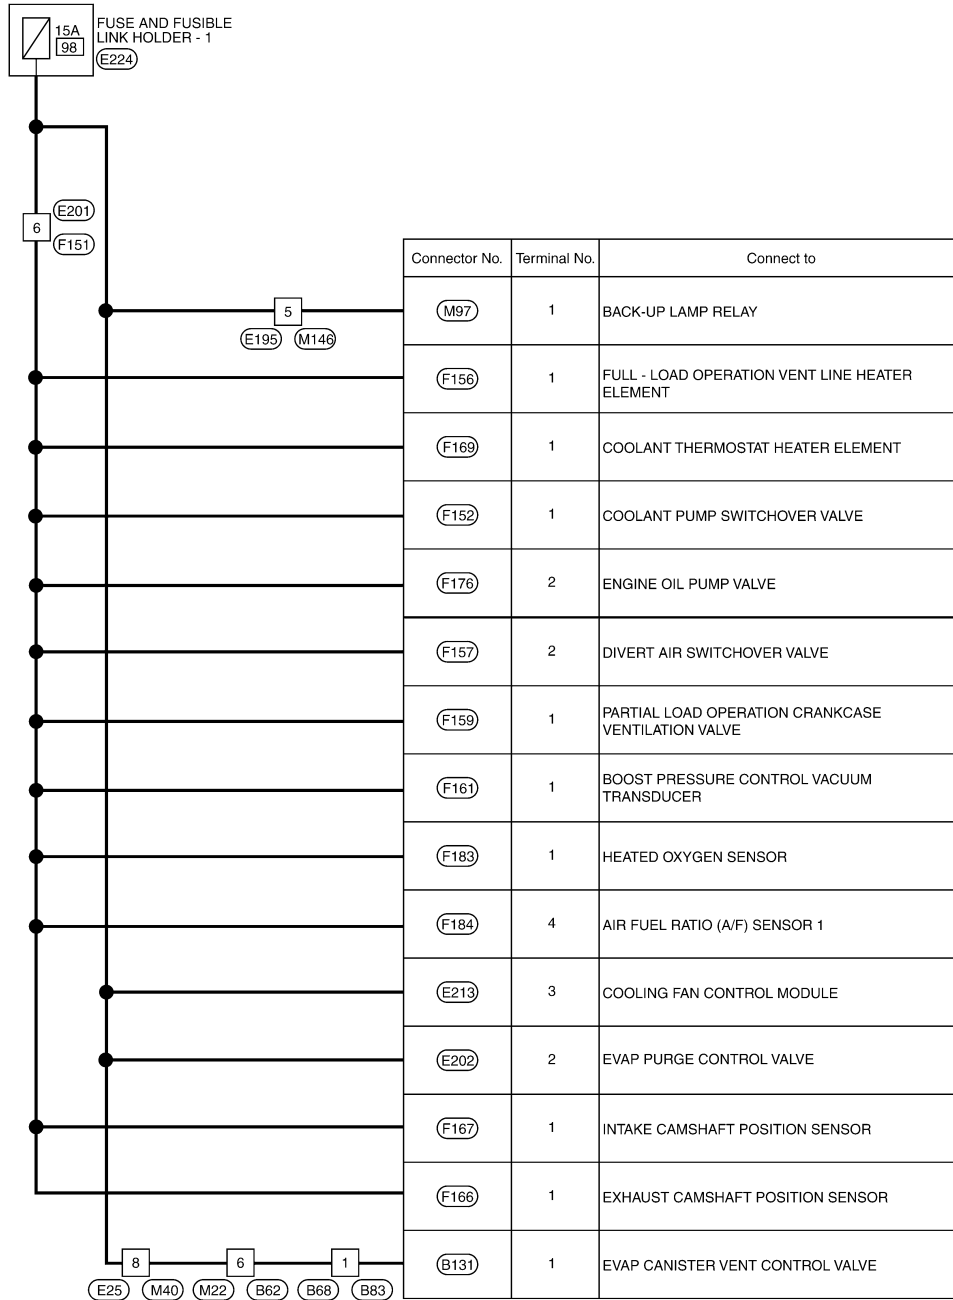 15A
98
FUSE AND FUSIBLE
LINK HOLDER - 1
E224
6
E201
F151
Connector No. Terminal No. Connect to
5
E195 M146
M97 1 BACK-UP LAMP RELAY
F156 1 FULL - LOAD OPERATION VENT LINE HEATER
ELEMENT
F169 1 COOLANT THERMOSTAT HEATER ELEMENT
F152 1 COOLANT PUMP SWITCHOVER VALVE
F176 2 ENGINE OIL PUMP VALVE
F157 2 DIVERT AIR SWITCHOVER VALVE
F159 1 PARTIAL LOAD OPERATION CRANKCASE
VENTILATION VALVE
F161 1 BOOST PRESSURE CONTROL VACUUM
TRANSDUCER
F183 1 HEATED OXYGEN SENSOR
F184 4 AIR FUEL RATIO (A/F) SENSOR 1
E213 3 COOLING FAN CONTROL MODULE
E202 2 EVAP PURGE CONTROL VALVE
F167 1 INTAKE CAMSHAFT POSITION SENSOR
F166 1 EXHAUST CAMSHAFT POSITION SENSOR
8 6 1 B131 1 EVAP CANISTER VENT CONTROL VALVE
E25 M40 M22 B62 B68 B83